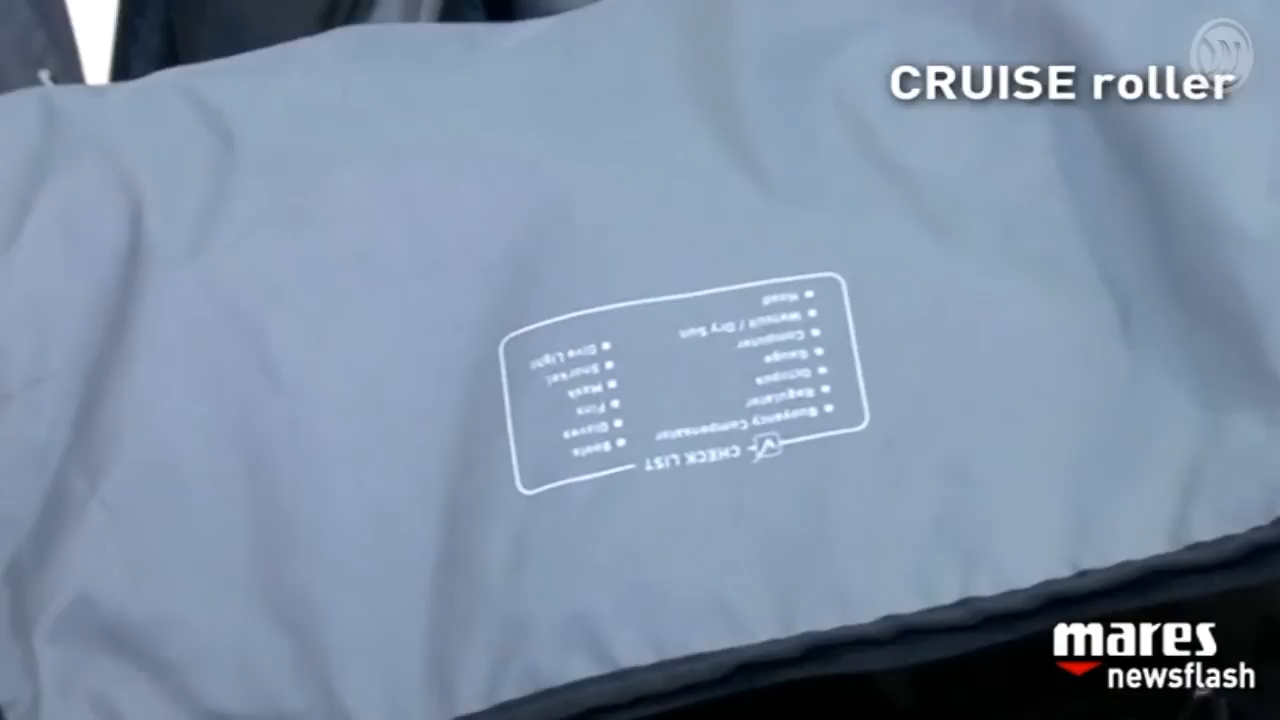 CRUISE roller
CHECK LIST
Buoyancy Compensator
Regulator
Octopus
Gauge
Computer
Wetsuit / Dry Suit
Hood
Boots
Gloves
Fins
Mask
Snorkel
Dive Light
mares
newsflash